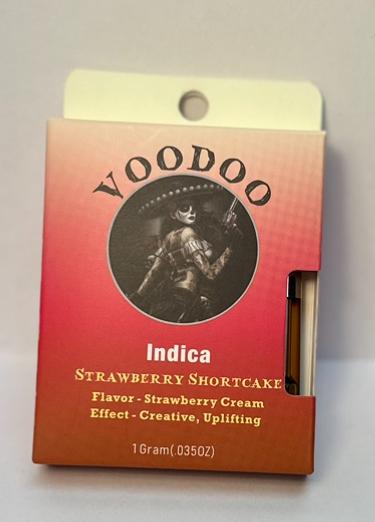 VOODOO
Indica
STRAWBERRY SHORTCAKE
Flavor - Strawberry Cream
Effect - Creative, Uplifting
1Gram(.035OZ)